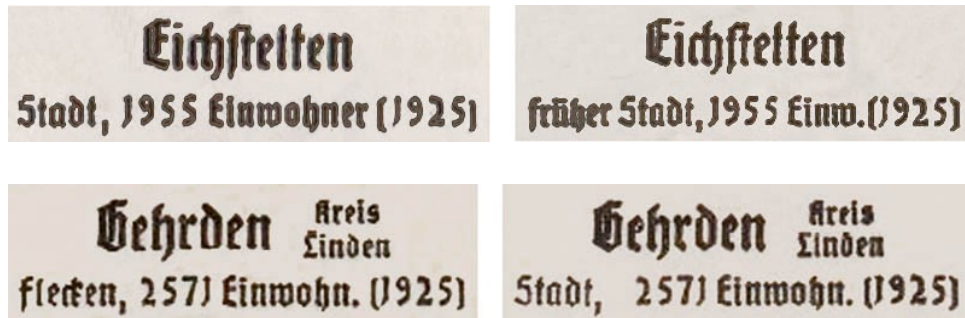 Eichſtetten
Stadt, 1955 Einwohner (1925)
Eichſtetten
früher Stadt, 1955 Einw. (1925)
Gehrden Kreis
Linden
Flecken, 2571 Einwohn. (1925)
Gehrden Kreis
Linden
Stadt, 2571 Einwohn. (1925)